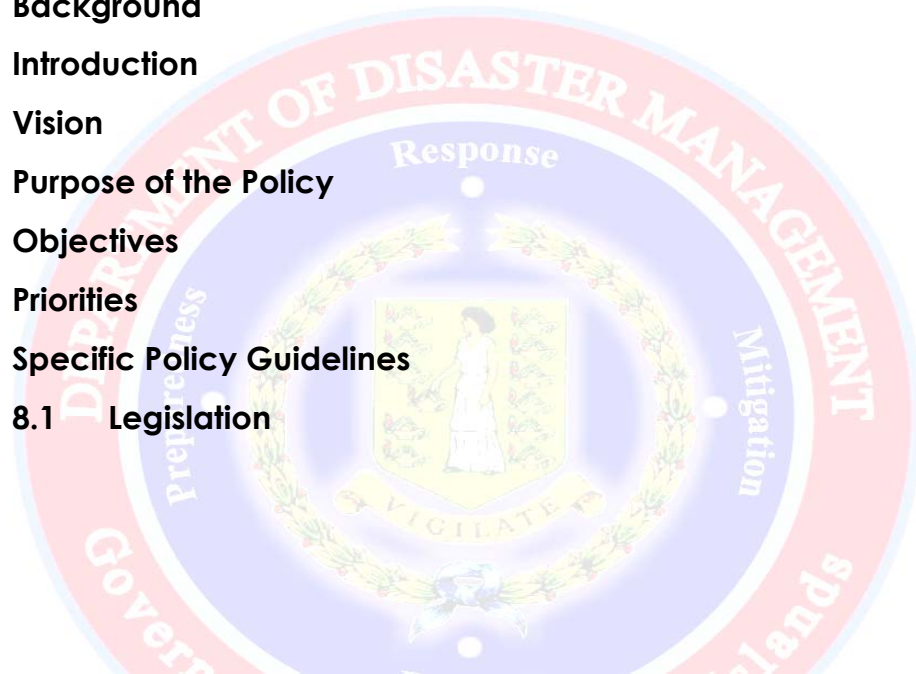 Background
Introduction
Vision
Purpose of the Policy
Objectives
Priorities
Specific Policy Guidelines
8.1 Legislation
DEPARTMENT OF DISASTER MANAGEMENT
Response
Preparedness
Mitigation
VIGILATE